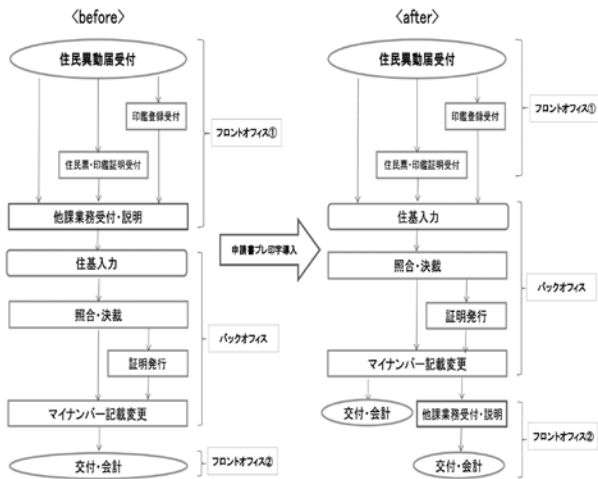 〈before〉
住民異動届受付
印鑑登録受付
住民票・印鑑証明受付
フロントオフィス①
他課業務受付・説明
住基入力
照合・決裁
証明発行
バックオフィス
マイナンバー記載変更
交付・会計
フロントオフィス②
申請書プレ印字導入
〈after〉
住民異動届受付
印鑑登録受付
住民票・印鑑証明受付
フロントオフィス①
住基入力
照合・決裁
証明発行
バックオフィス
マイナンバー記載変更
交付・会計
他課業務受付・説明
フロントオフィス②
交付・会計